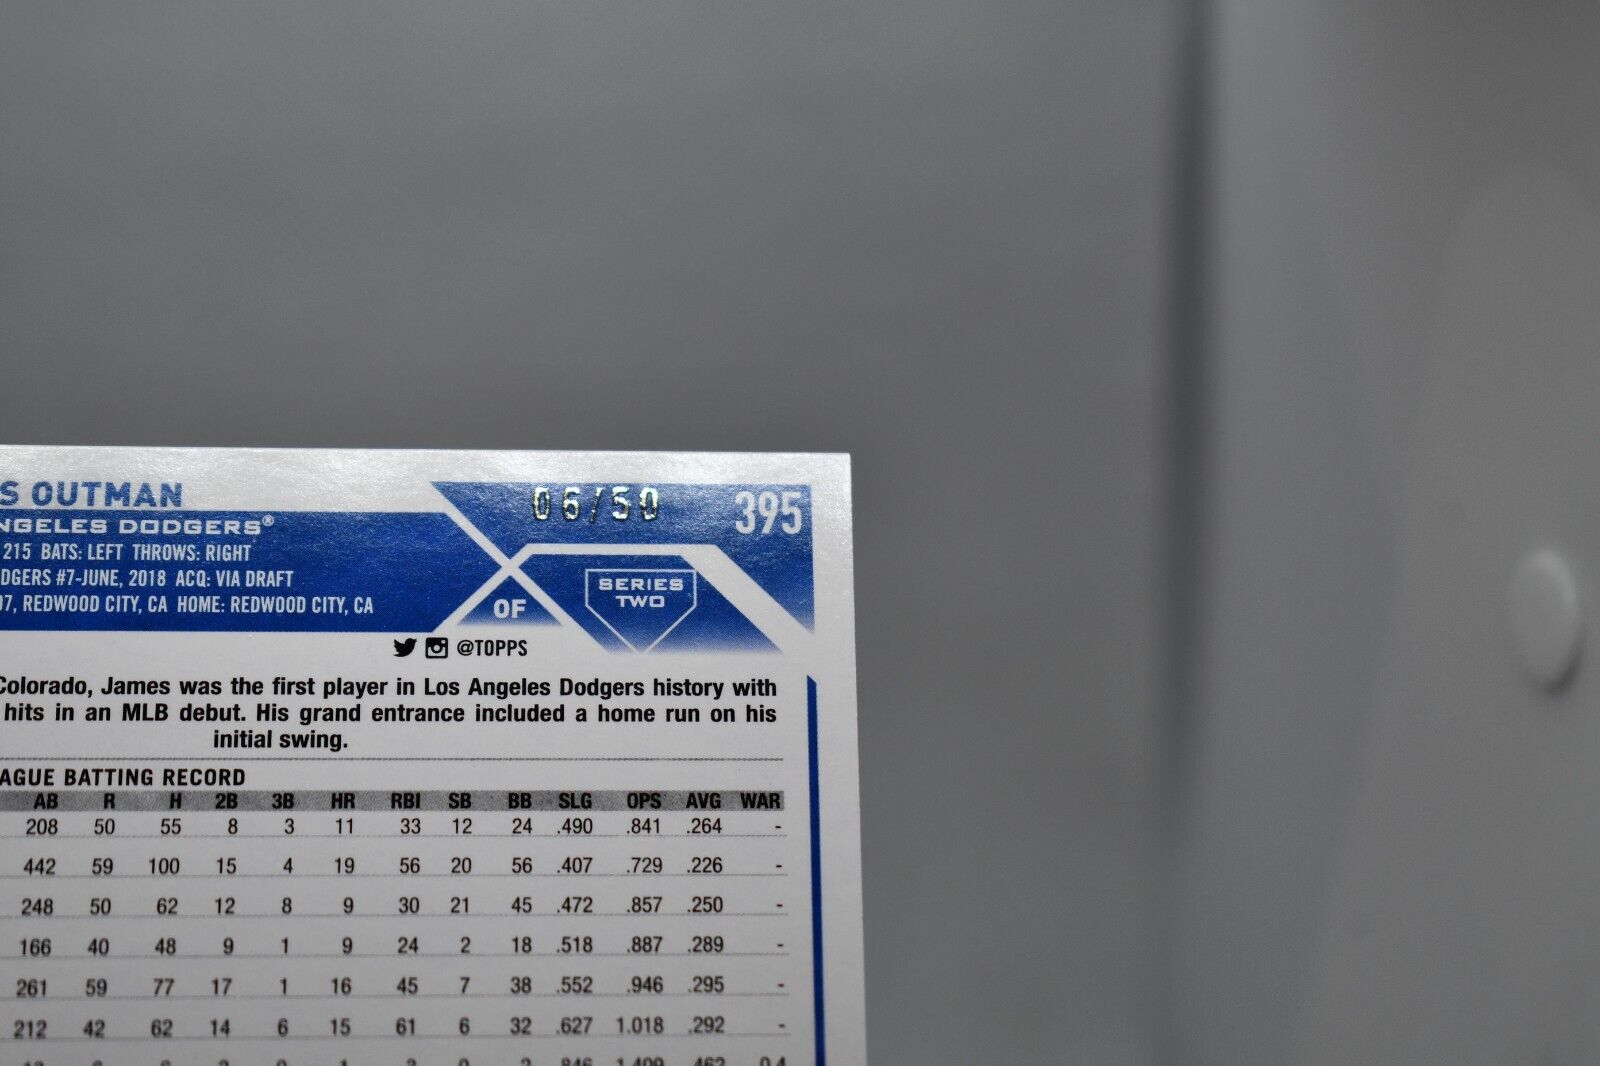 S OUTMAN
06/50
395
NGELES DODGERS®
215 BATS: LEFT THROWS: RIGHT
DGERS #7-JUNE, 2018 ACQ: VIA DRAFT
97, REDWOOD CITY, CA HOME: REDWOOD CITY, CA
OF
SERIES
TWO
@TOPPS
Colorado, James was the first player in Los Angeles Dodgers history with
hits in an MLB debut. His grand entrance included a home run on his
initial swing.
AGUE BATTING RECORD
AB R H 2B 3B HR RBI SB BB SLG OPS AVG WAR
208 50 55 8 3 11 33 12 24 .490 .841 .264 -
442 59 100 15 4 19 56 20 56 .407 .729 .226 -
248 50 62 12 8 9 30 21 45 .472 .857 .250 -
166 40 48 9 1 9 24 2 18 .518 .887 .289 -
261 59 77 17 1 16 45 7 38 .552 .946 .295 -
212 42 62 14 6 15 61 6 32 .627 1.018 .292 -